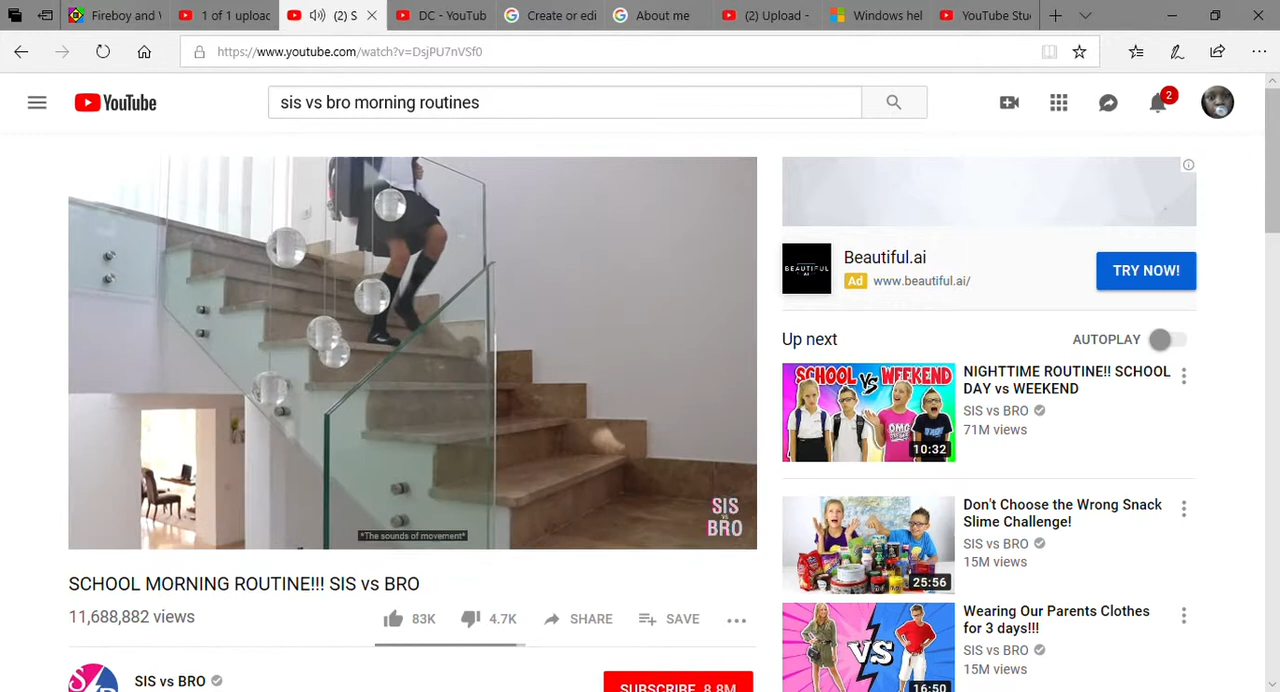 Fireboy and V
1 of 1 upload
(2) S
DC - YouTub
Create or edi
About me
(2) Upload -
Windows hel
YouTube Stu
https://www.youtube.com/watch?v=DsjPU7nVSf0
YouTube
sis vs bro morning routines
2
BEAUTIFUL.AI
Beautiful.ai
Ad www.beautiful.ai/
TRY NOW!
Up next
AUTOPLAY
SCHOOL VS WEEKEND
OMG
10:32
NIGHTTIME ROUTINE!! SCHOOL
DAY vs WEEKEND
SIS vs BRO
71M views
25:56
Don't Choose the Wrong Snack
Slime Challenge!
SIS vs BRO
15M views
VS
16:50
Wearing Our Parents Clothes
for 3 days!!!
SIS vs BRO
15M views
SIS
VS
BRO
*The sounds of movement*
SCHOOL MORNING ROUTINE!!! SIS vs BRO
11,688,882 views
83K
4.7K
SHARE
SAVE
SIS vs BRO
SUBSCRIBE 8.8M